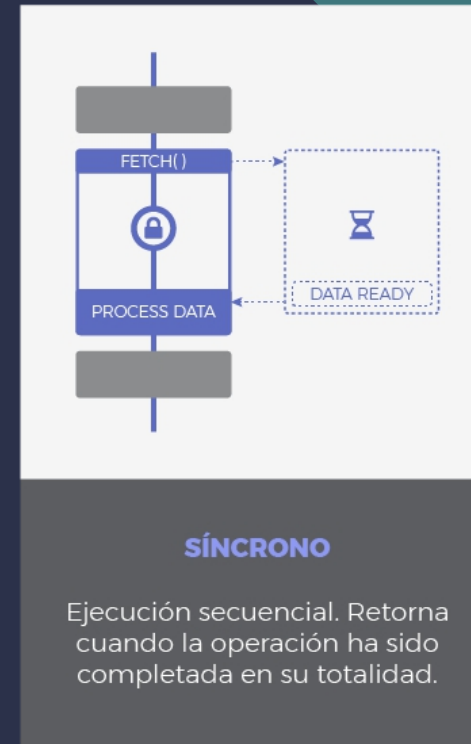 FETCH( )
DATA READY
PROCESS DATA
SÍNCRONO
Ejecución secuencial. Retorna
cuando la operación ha sido
completada en su totalidad.